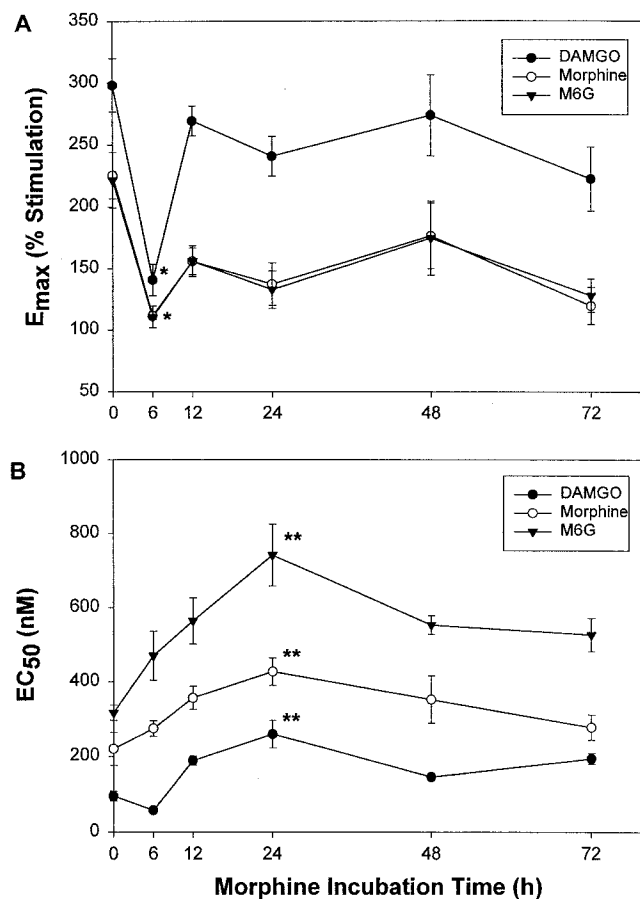 A
350
300
250
200
150
100
50
Emax (% Stimulation)
DAMGO
Morphine
M6G
*
*
0 6 12 24 48 72
B
1000
800
600
400
200
0
EC50 (nM)
DAMGO
Morphine
M6G
**
**
**
0 6 12 24 48 72
Morphine Incubation Time (h)